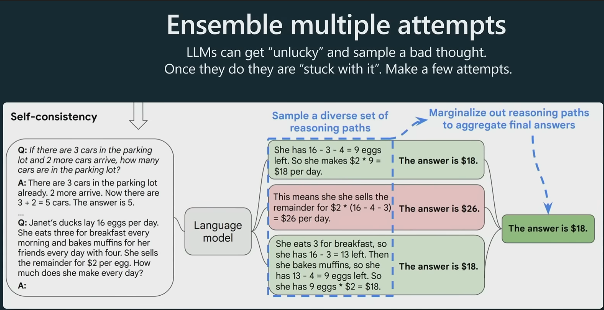 Ensemble multiple attempts
LLMs can get "unlucky" and sample a bad thought.
Once they do they are "stuck with it". Make a few attempts.
Self-consistency
Sample a diverse set of
reasoning paths
Marginalize out reasoning paths
to aggregate final answers
Q: If there are 3 cars in the parking
lot and 2 more cars arrive, how many
cars are in the parking lot?
A: There are 3 cars in the parking lot
already. 2 more arrive. Now there are
3 + 2 = 5 cars. The answer is 5.
...
Q: Janet's ducks lay 16 eggs per day.
She eats three for breakfast every
morning and bakes muffins for her
friends every day with four. She sells
the remainder for $2 per egg. How
much does she make every day?
A:
Language
model
She has 16 - 3 - 4 = 9 eggs
left. So she makes $2 * 9 =
$18 per day.
The answer is $18.
This means she she sells the
remainder for $2 * (16 - 4 - 3)
= $26 per day.
The answer is $26.
She eats 3 for breakfast, so
she has 16 - 3 = 13 left. Then
she bakes muffins, so she
has 13 - 4 = 9 eggs left. So
she has 9 eggs * $2 = $18.
The answer is $18.
The answer is $18.